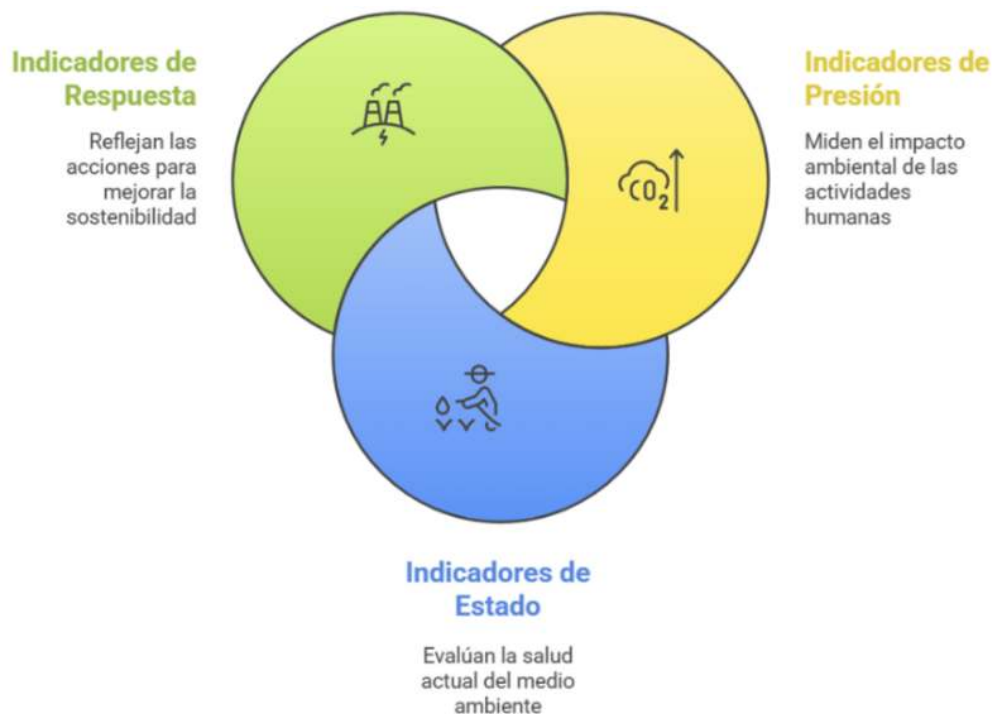 Indicadores de
Respuesta
Reflejan las
acciones para
mejorar la
sostenibilidad
Indicadores de
Presión
Miden el impacto
ambiental de las
actividades
humanas
CO2
Indicadores de
Estado
Evalúan la salud
actual del medio
ambiente